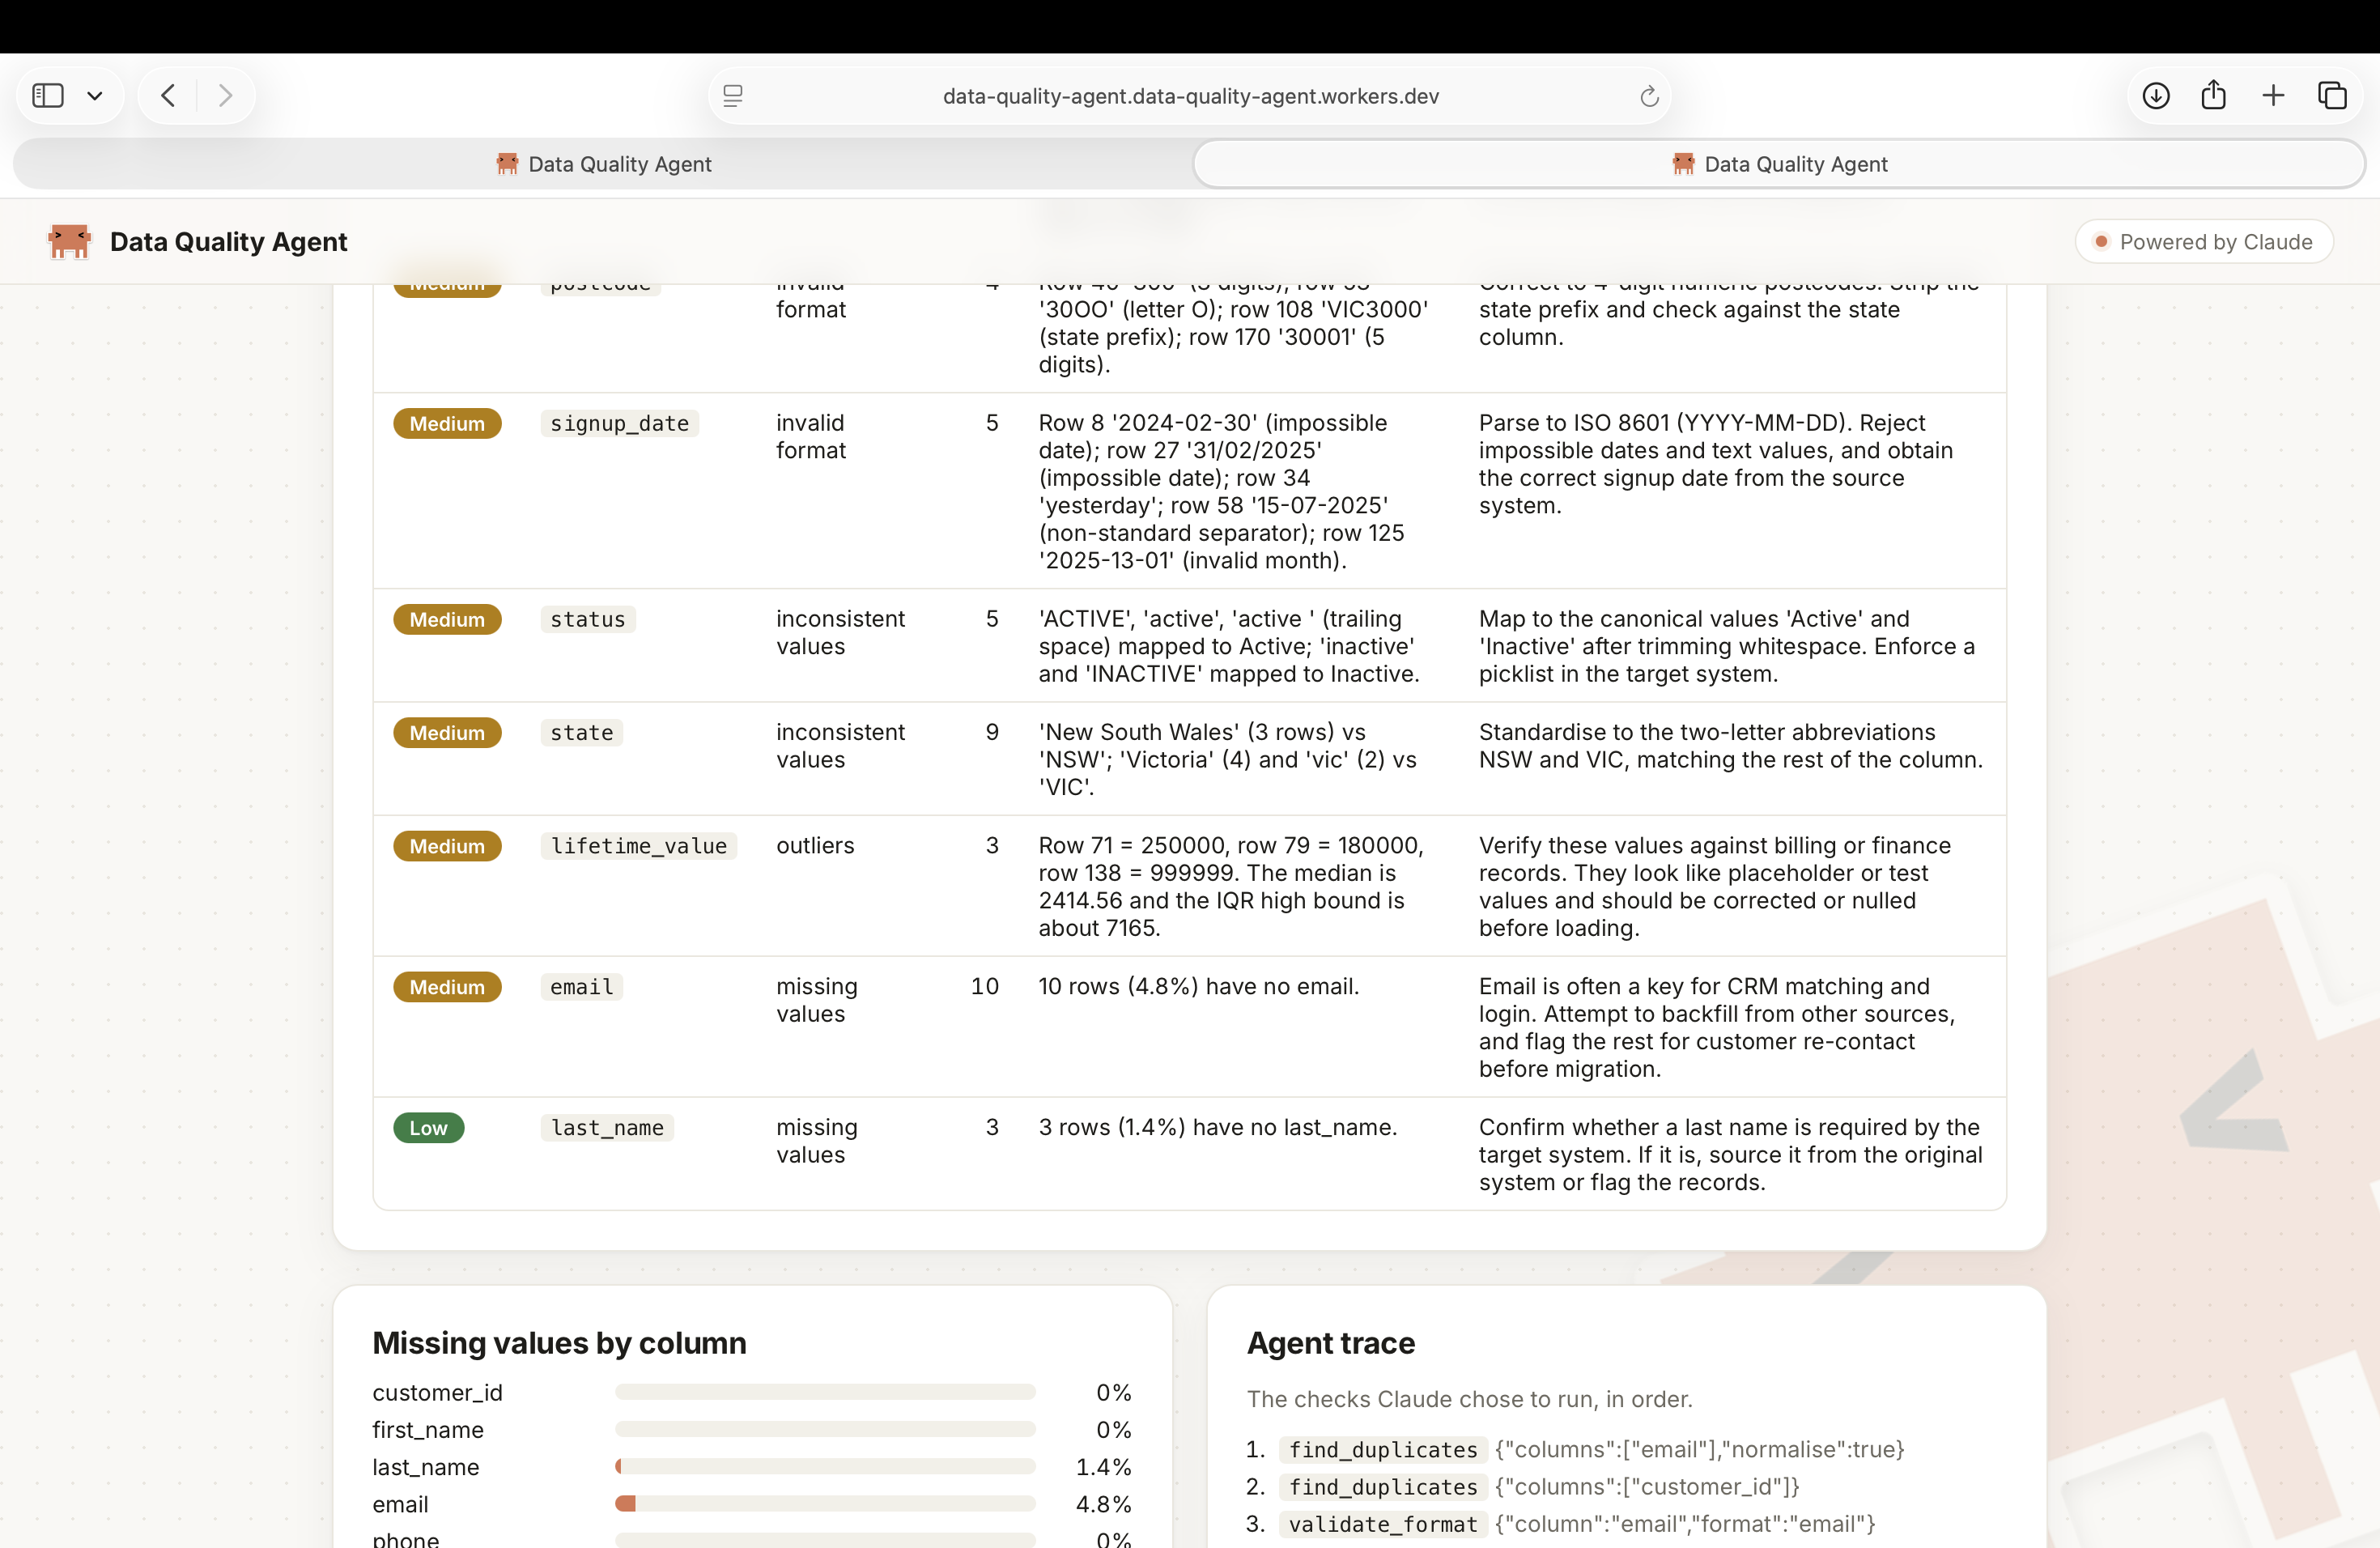 data-quality-agent.data-quality-agent.workers.dev
Data Quality Agent
Data Quality Agent
Data Quality Agent
Powered by Claude
Medium
postcode
invalid
format
4
'30OO' (letter O); row 108 'VIC3000'
(state prefix); row 170 '30001' (5
digits).
Correct to 4-digit numeric postcodes. Strip the
state prefix and check against the state
column.
Medium
signup_date
invalid
format
5
Row 8 '2024-02-30' (impossible
date); row 27 '31/02/2025'
(impossible date); row 34
'yesterday'; row 58 '15-07-2025'
(non-standard separator); row 125
'2025-13-01' (invalid month).
Parse to ISO 8601 (YYYY-MM-DD). Reject
impossible dates and text values, and obtain
the correct signup date from the source
system.
Medium
status
inconsistent
values
5
'ACTIVE', 'active', 'active ' (trailing
space) mapped to Active; 'inactive'
and 'INACTIVE' mapped to Inactive.
Map to the canonical values 'Active' and
'Inactive' after trimming whitespace. Enforce a
picklist in the target system.
Medium
state
inconsistent
values
9
'New South Wales' (3 rows) vs
'NSW'; 'Victoria' (4) and 'vic' (2) vs
'VIC'.
Standardise to the two-letter abbreviations
NSW and VIC, matching the rest of the column.
Medium
lifetime_value
outliers
3
Row 71 = 250000, row 79 = 180000,
row 138 = 999999. The median is
2414.56 and the IQR high bound is
about 7165.
Verify these values against billing or finance
records. They look like placeholder or test
values and should be corrected or nulled
before loading.
Medium
email
missing
values
10
10 rows (4.8%) have no email.
Email is often a key for CRM matching and
login. Attempt to backfill from other sources,
and flag the rest for customer re-contact
before migration.
Low
last_name
missing
values
3
3 rows (1.4%) have no last_name.
Confirm whether a last name is required by the
target system. If it is, source it from the original
system or flag the records.
Missing values by column
customer_id
0%
first_name
0%
last_name
1.4%
email
4.8%
phone
0%
Agent trace
The checks Claude chose to run, in order.
1. find_duplicates {"columns":["email"],"normalise":true}
2. find_duplicates {"columns":["customer_id"]}
3. validate_format {"column":"email","format":"email"}